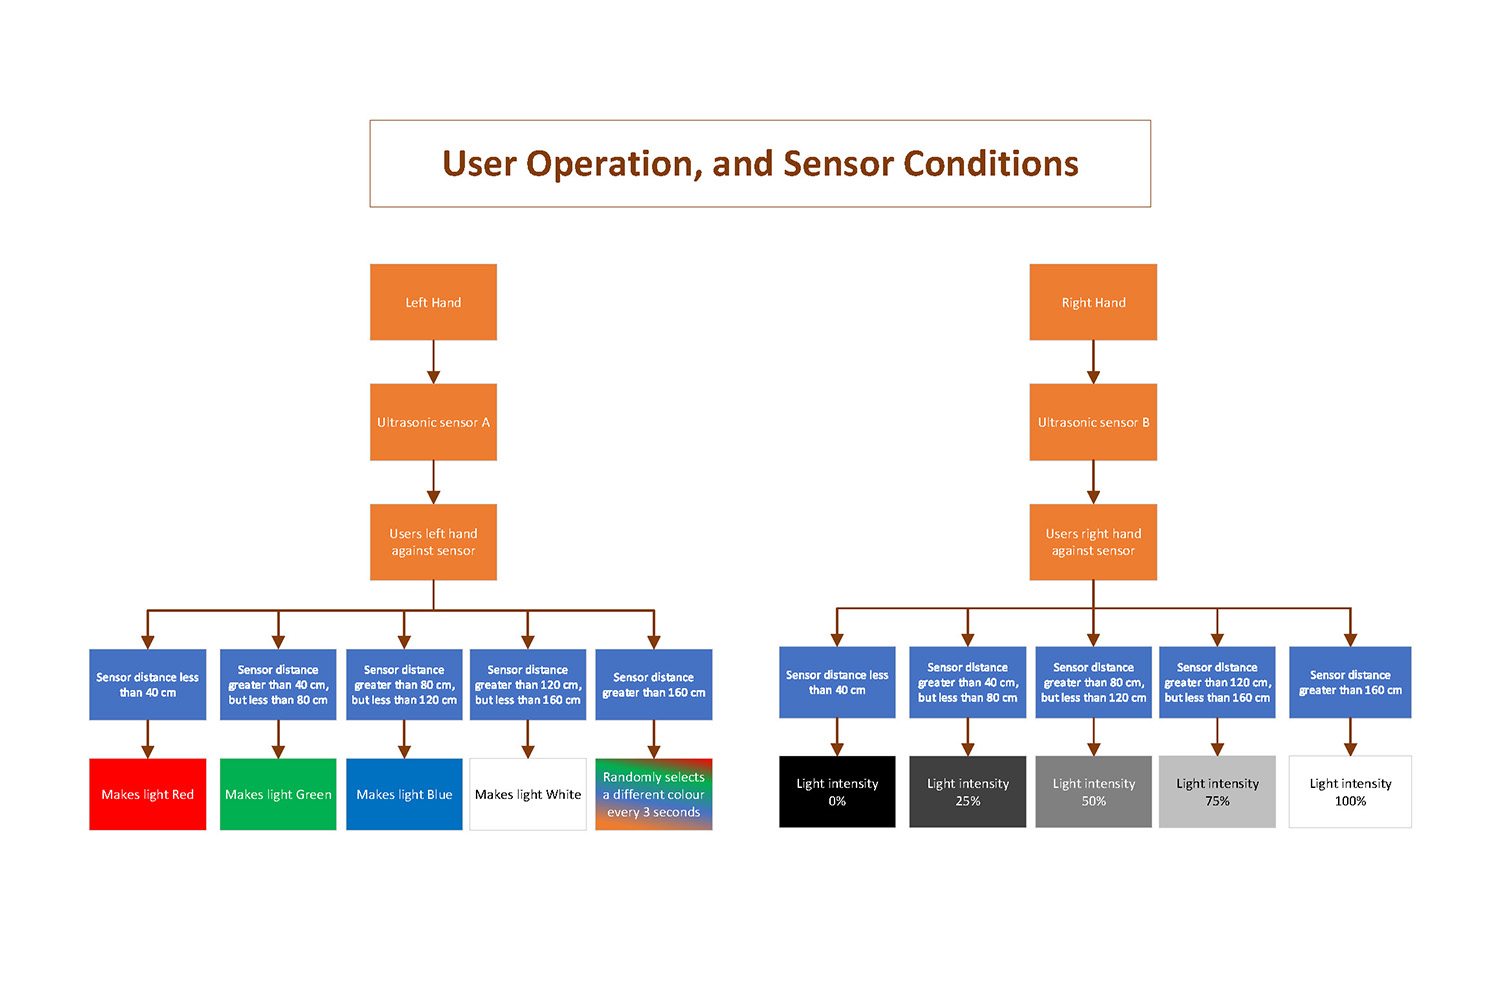 User Operation, and Sensor Conditions
Left Hand
Ultrasonic sensor A
Users left hand
against sensor
Sensor distance less
than 40 cm
Sensor distance
greater than 40 cm,
but less than 80 cm
Sensor distance
greater than 80 cm,
but less than 120 cm
Sensor distance
greater than 120 cm,
but less than 160 cm
Sensor distance
greater than 160 cm
Makes light Red
Makes light Green
Makes light Blue
Makes light White
Randomly selects
a different colour
every 3 seconds
Right Hand
Ultrasonic sensor B
Users right hand
against sensor
Sensor distance less
than 40 cm
Sensor distance
greater than 40 cm,
but less than 80 cm
Sensor distance
greater than 80 cm,
but less than 120 cm
Sensor distance
greater than 120 cm,
but less than 160 cm
Sensor distance
greater than 160 cm
Light intensity
0%
Light intensity
25%
Light intensity
50%
Light intensity
75%
Light intensity
100%